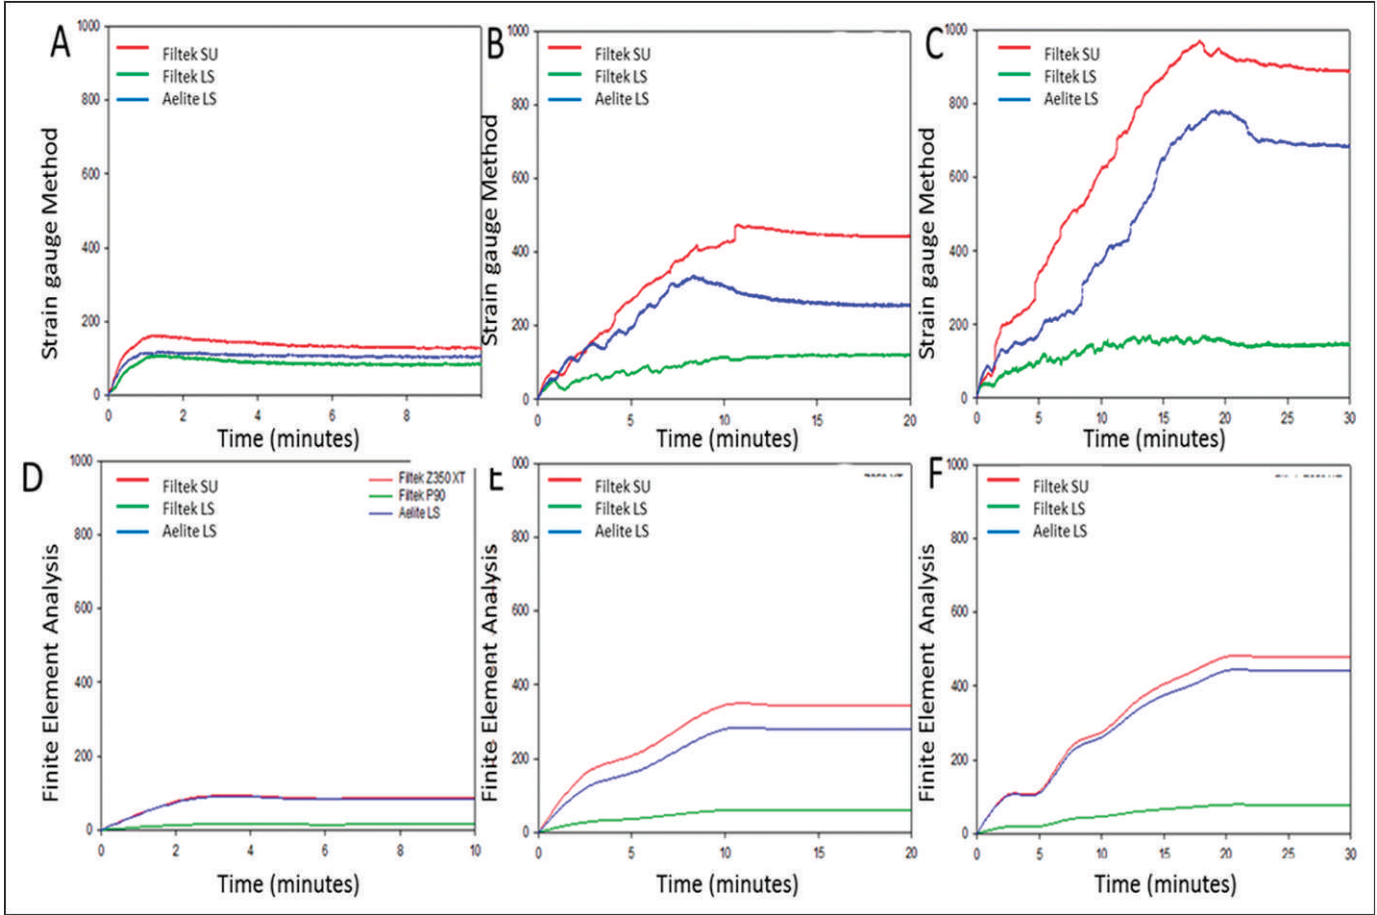 A
Filtek SU
Filtek LS
Aelite LS
1000
800
600
400
200
0
0 2 4 6 8
Strain gauge Method
Time (minutes)
B
Filtek SU
Filtek LS
Aelite LS
1000
800
600
400
200
0
0 5 10 15 20
Strain gauge Method
Time (minutes)
C
Filtek SU
Filtek LS
Aelite LS
1000
800
600
400
200
0
0 5 10 15 20 25 30
Strain gauge Method
Time (minutes)
D
Filtek SU
Filtek LS
Aelite LS
Filtek Z350 XT
Filtek P90
Aelite LS
1000
800
600
400
200
0
0 2 4 6 8 10
Finite Element Analysis
Time (minutes)
E
Filtek SU
Filtek LS
Aelite LS
000
800
600
400
200
0
0 5 10 15 20
Finite Element Analysis
Time (minutes)
F
Filtek SU
Filtek LS
Aelite LS
1000
800
600
400
200
0
0 5 10 15 20 25 30
Finite Element Analysis
Time (minutes)